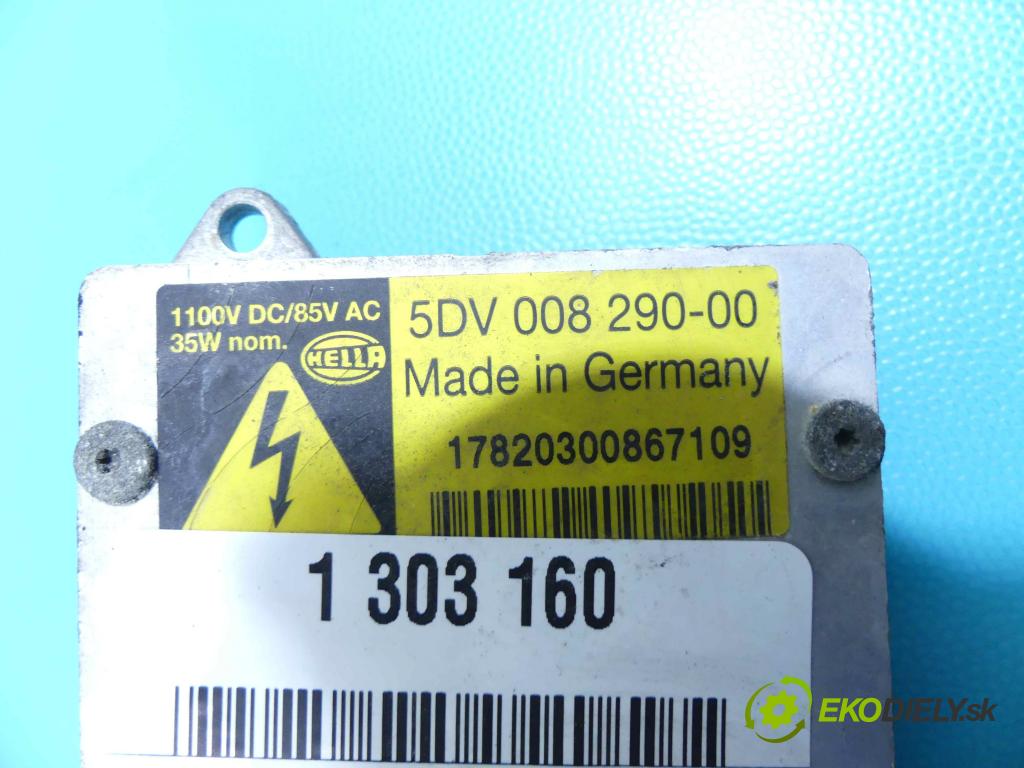 1100V DC/85V AC
35W nom.
HELLA
5DV 008 290-00
Made in Germany
17820300867109
1 303 160
EKODIELY.sk